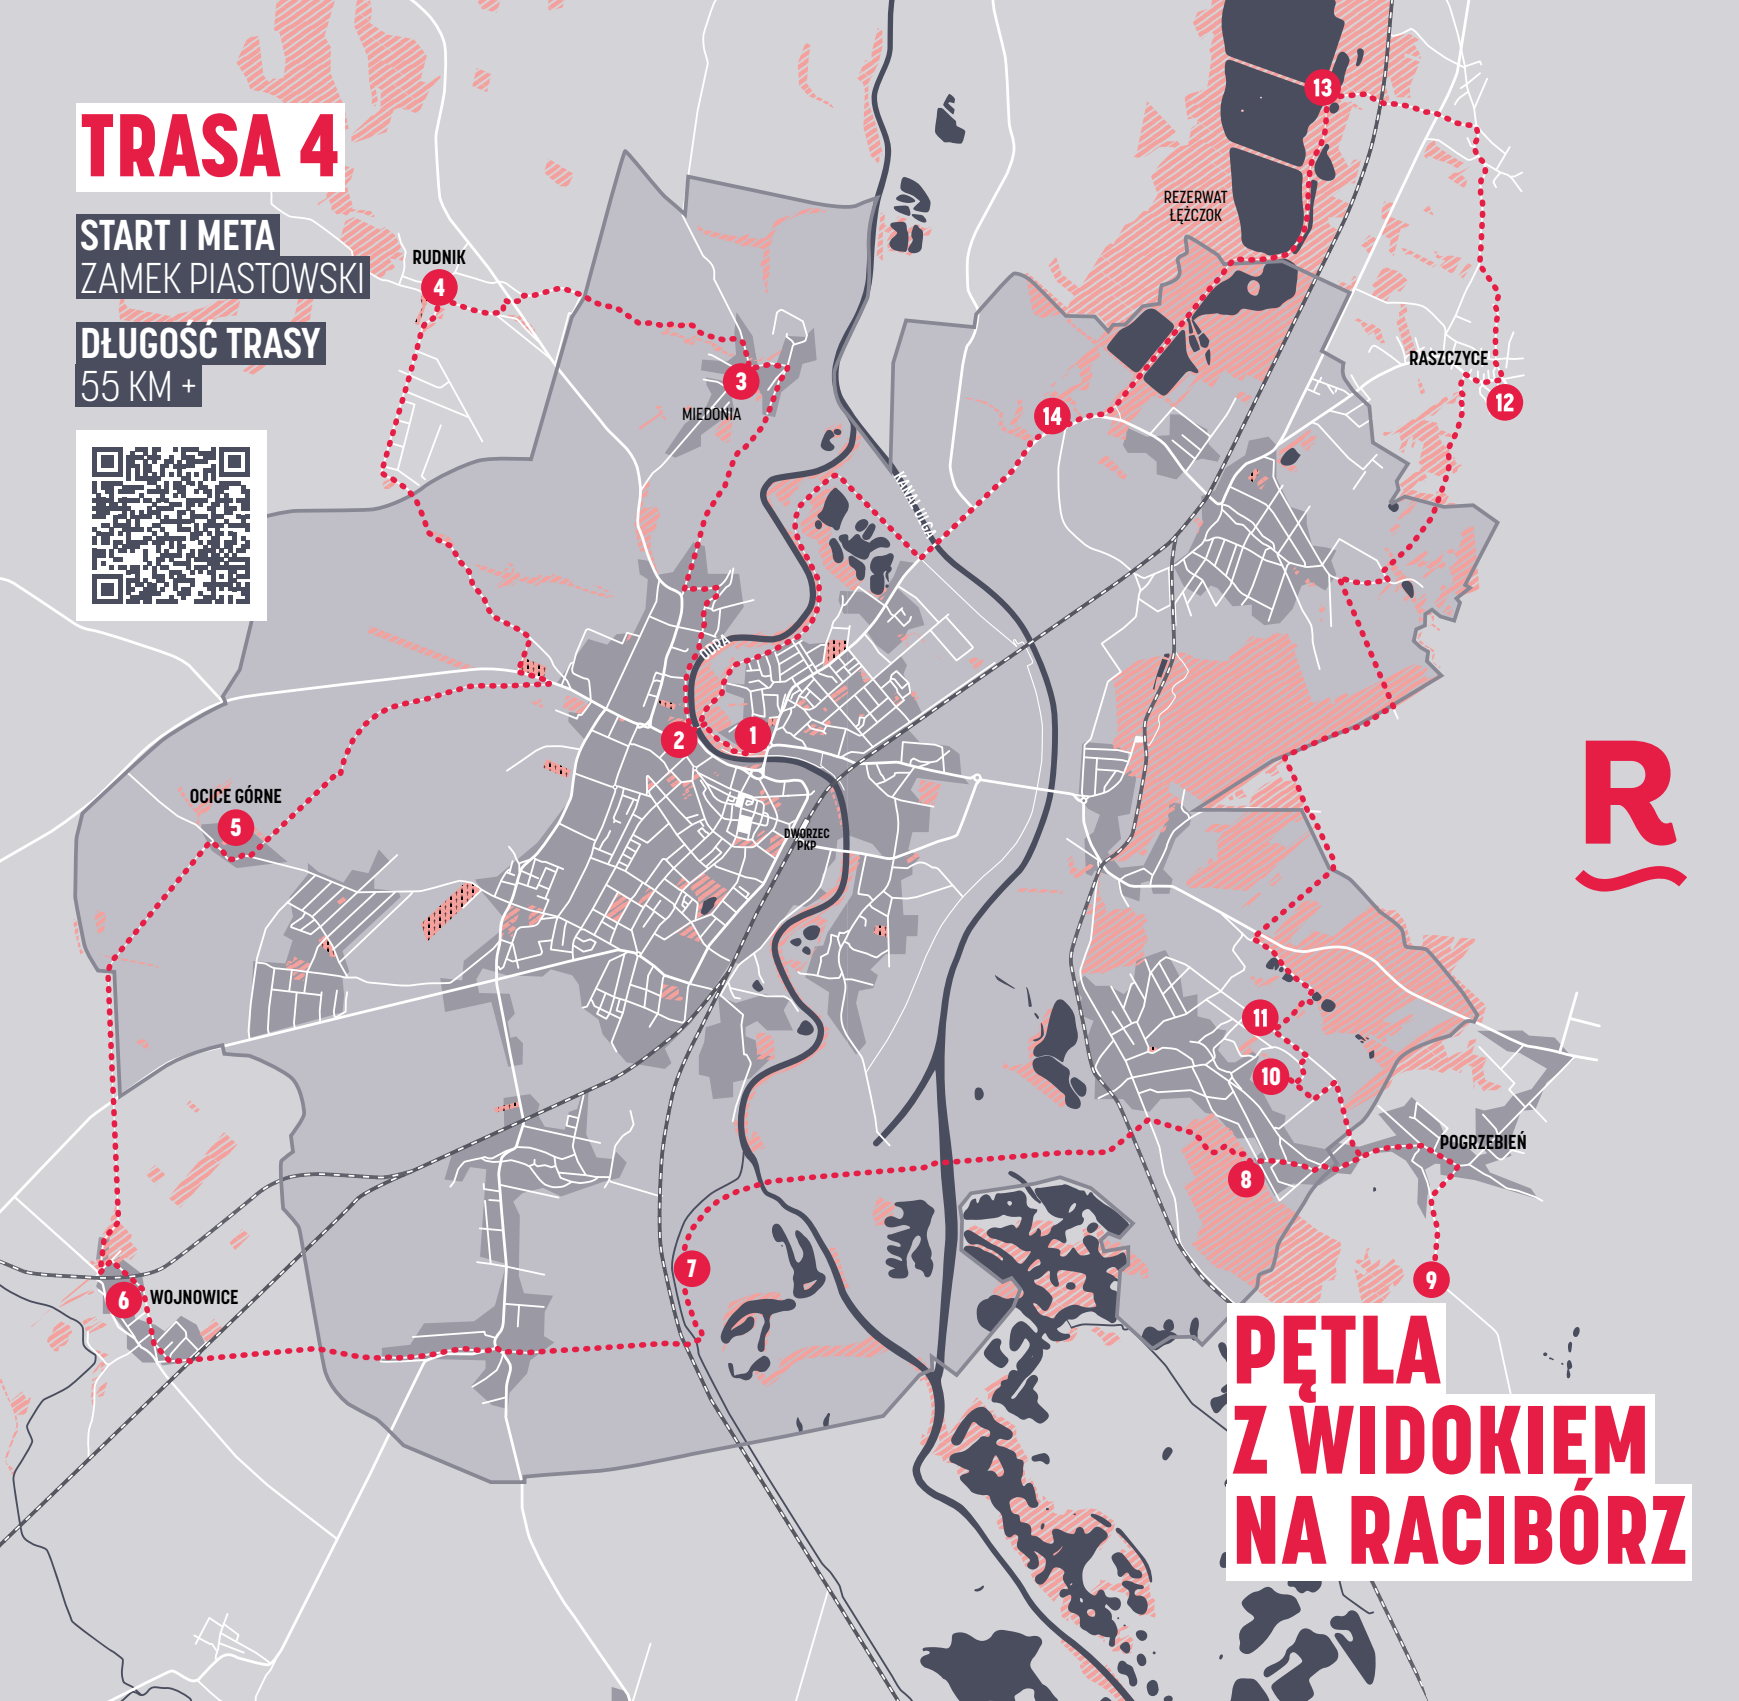 TRASA 4
START I META
ZAMEK PIASTOWSKI
DŁUGOŚĆ TRASY
55 KM +
REZERWAT
ŁĘŻCZOK
13
RUDNIK
4
3
MIEDONIA
RASZCZYCE
12
14
KANAŁ ULGA
ODRA
2
1
OCICE GÓRNE
5
DWORZEC
PKP
R
11
10
POGRZEBIEŃ
8
9
7
6
WOJNOWICE
PĘTLA
Z WIDOKIEM
NA RACIBÓRZ